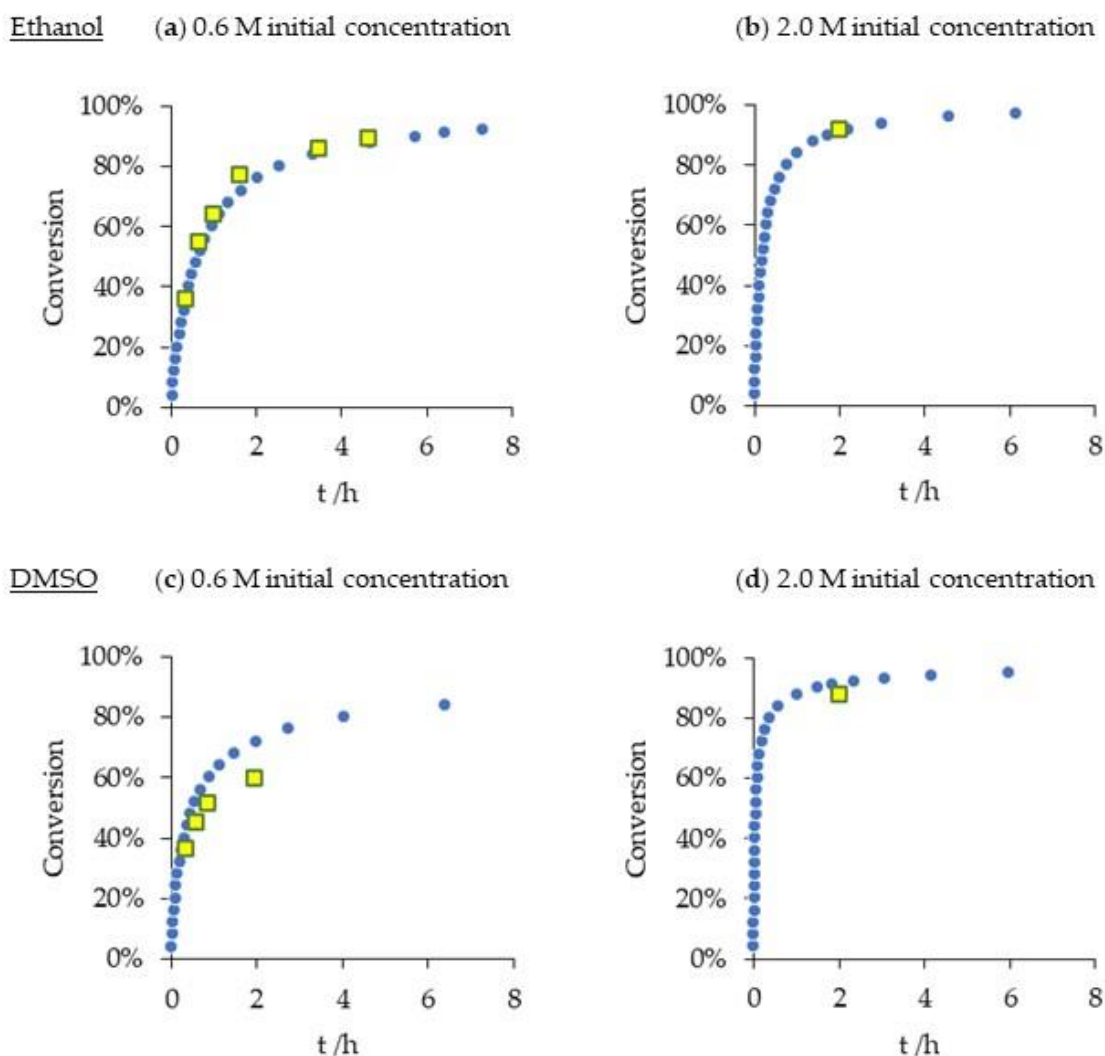 Ethanol (a) 0.6 M initial concentration (b) 2.0 M initial concentration
100%
80%
60%
40%
20%
0%
Conversion
0 2 4 6 8
t /h
100%
80%
60%
40%
20%
0%
Conversion
0 2 4 6 8
t /h
DMSO (c) 0.6 M initial concentration (d) 2.0 M initial concentration
100%
80%
60%
40%
20%
0%
Conversion
0 2 4 6 8
t /h
100%
80%
60%
40%
20%
0%
Conversion
0 2 4 6 8
t /h